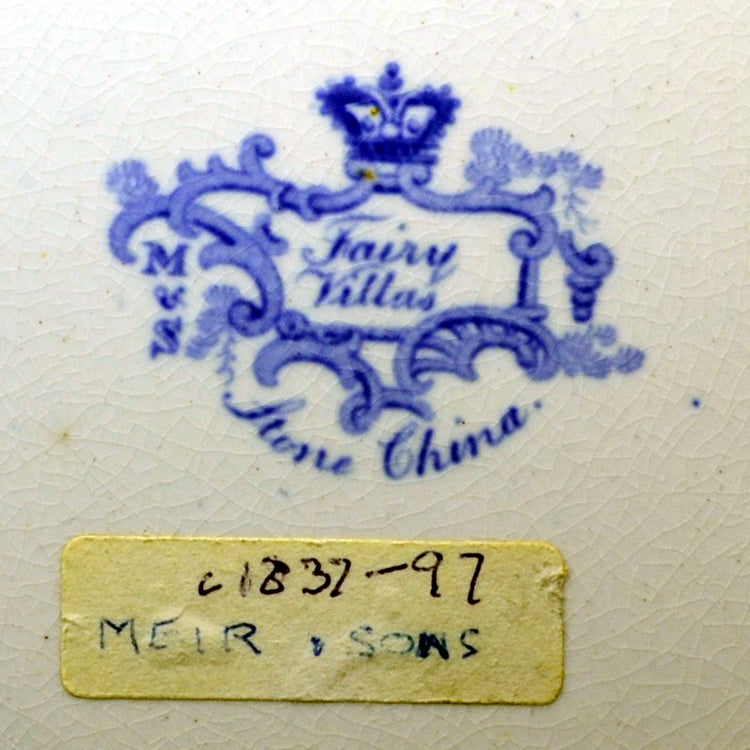 Fairy
Villas
M
&
S
Stone China.
c1837-97
MEIR & SONS